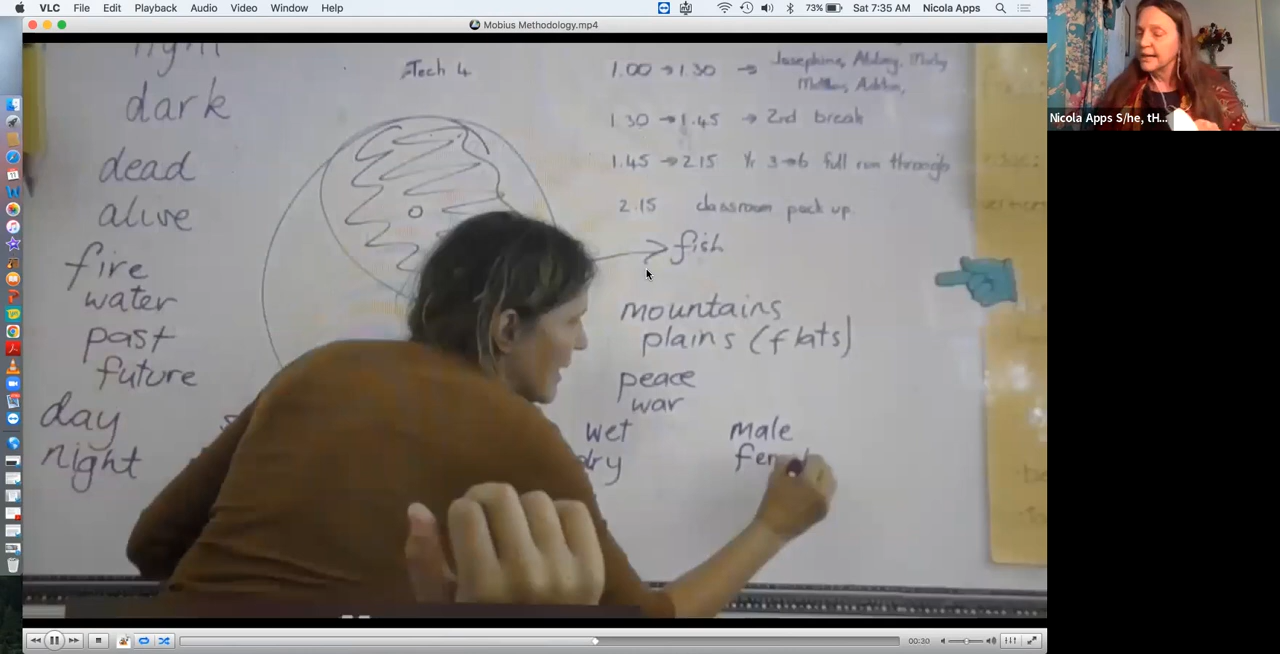 VLC File Edit Playback Audio Video Window Help
73% Sat 7:35 AM Nicola Apps
Mobius Methodology.mp4
Nicola Apps S/he, tH...
light
dark
dead
alive
fire
water
past
future
day
night
Tech 4
1.00 → 1.30 → Josephine,
1.30 → 1.45 → 2nd break
1.45 → 2.15 Yr 3→6 full run through
2.15 classroom pack up
→ fish
mountains
plains (flats)
peace
war
wet
dry
male
00:30